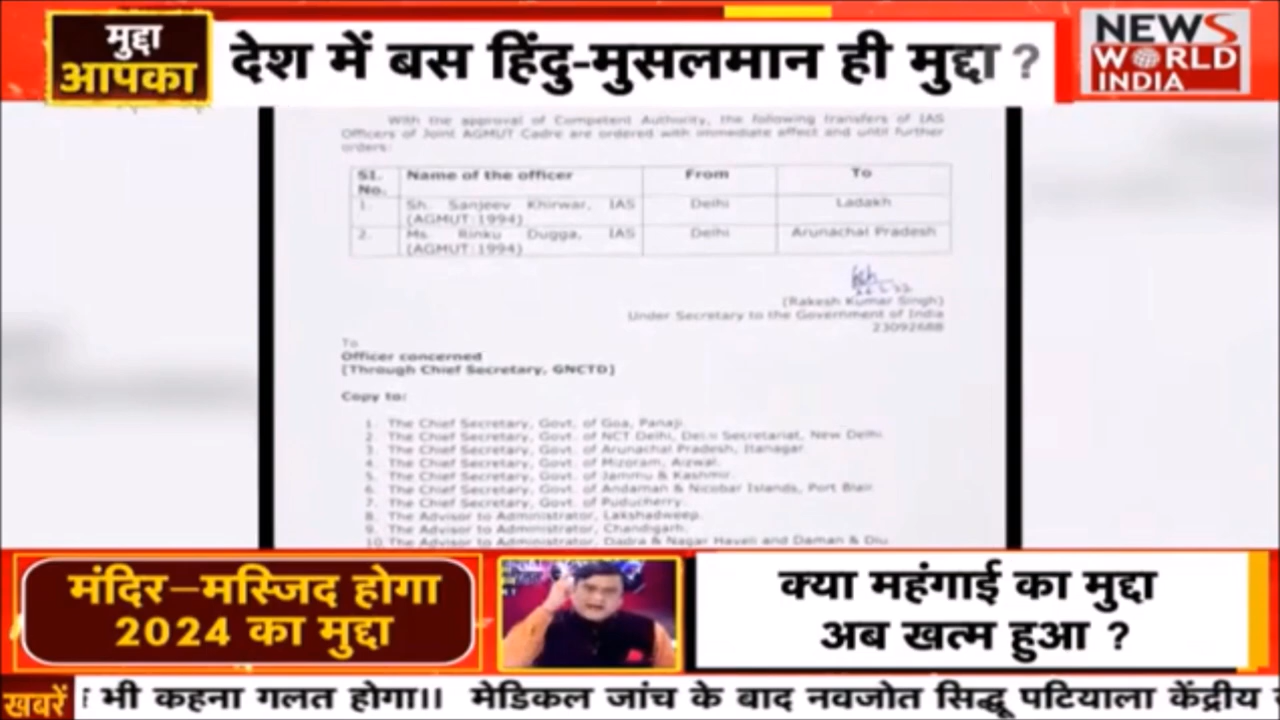 मुद्दा
आपका
देश में बस हिंदु-मुसलमान ही मुद्दा ?
NEWS
WORLD
INDIA
With the approval of Competent Authority, the following transfers of IAS
Officers of Joint AGMUT Cadre are ordered with immediate effect and until further
orders:
Sl. No. Name of the officer From To
1. Sh. Sanjeev Khirwar, IAS (AGMUT:1994) Delhi Ladakh
2. Ms. Rinku Dugga, IAS (AGMUT:1994) Delhi Arunachal Pradesh
(Rakesh Kumar Singh)
Under Secretary to the Government of India
23092688
To
Officer concerned
[Through Chief Secretary, GNCTD]
Copy to:
1. The Chief Secretary, Govt. of Goa, Panaji.
2. The Chief Secretary, Govt. of NCT Delhi, Delhi Secretariat, New Delhi.
3. The Chief Secretary, Govt. of Arunachal Pradesh, Itanagar.
4. The Chief Secretary, Govt. of Mizoram, Aizwal.
5. The Chief Secretary, Govt. of Jammu & Kashmir.
6. The Chief Secretary, Govt. of Andaman & Nicobar Islands, Port Blair.
7. The Chief Secretary, Govt. of Puducherry.
8. The Advisor to Administrator, Lakshadweep.
9. The Advisor to Administrator, Chandigarh.
10. The Advisor to Administrator, Dadra & Nagar Haveli and Daman & Diu.
मंदिर–मस्जिद होगा
2024 का मुद्दा
क्या महंगाई का मुद्दा
अब खत्म हुआ ?
खबरें
भी कहना गलत होगा।। मेडिकल जांच के बाद नवजोत सिद्धू पटियाला केंद्रीय